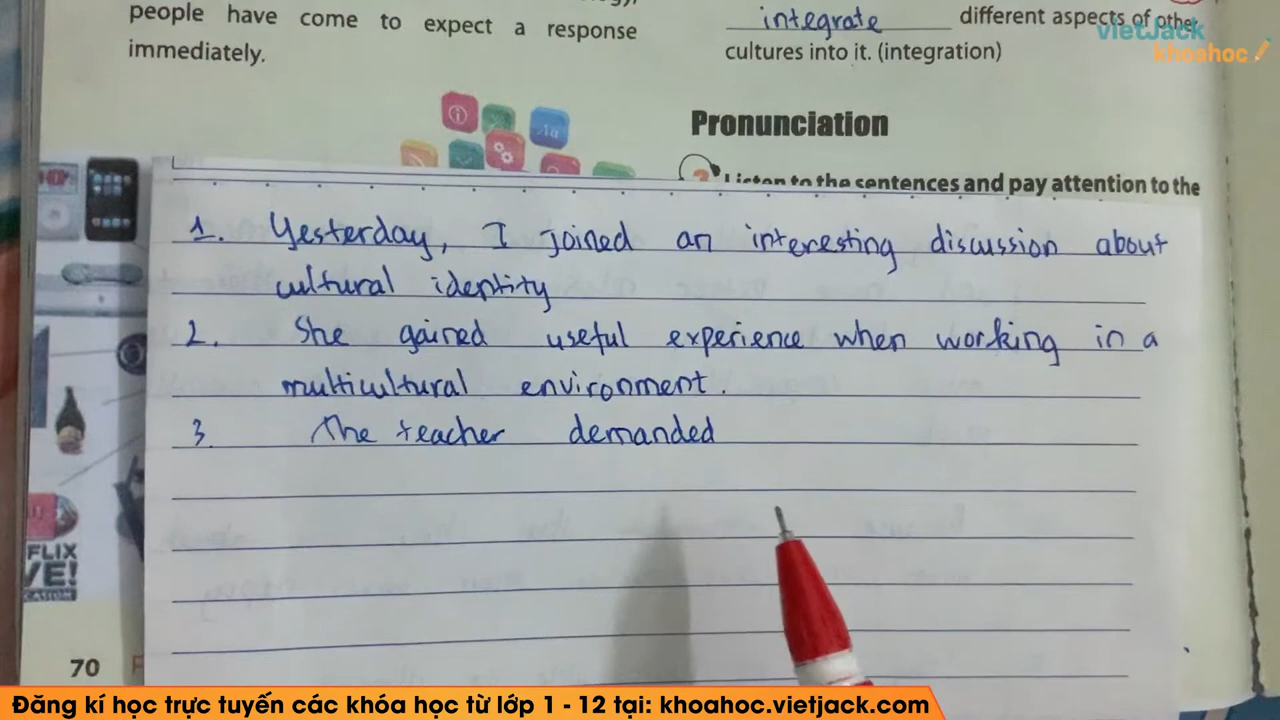 people have come to expect a response
immediately.
integrate different aspects of other
cultures into it. (integration)
vietJack
khoahoc
Pronunciation
Listen to the sentences and pay attention to the
1. Yesterday, I joined an interesting discussion about
cultural identity
2. She gained useful experience when working in a
multicultural environment.
3. The teacher demanded
FLIX
VE!
70
Đăng kí học trực tuyến các khóa học từ lớp 1 - 12 tại: khoahoc.vietjack.com